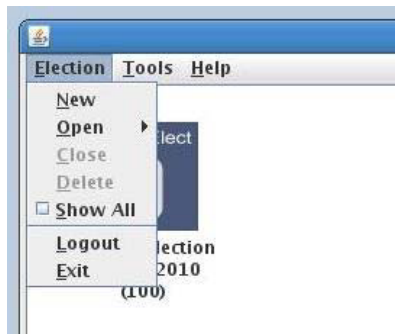 Election Tools Help
New
Open
lect
Close
Delete
Show All
Logout
lection
Exit
2010
(100)